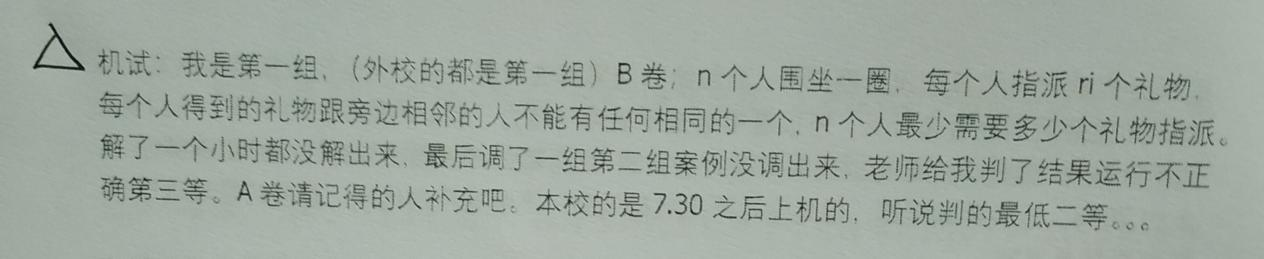 机试：我是第一组，（外校的都是第一组）B 卷；n 个人围坐一圈，每个人指派 ri 个礼物，
每个人得到的礼物跟旁边相邻的人不能有任何相同的一个，n 个人最少需要多少个礼物指派。
解了一个小时都没解出来，最后调了一组第二组案例没调出来，老师给我判了结果运行不正
确第三等。A 卷请记得的人补充吧。本校的是 7.30 之后上机的，听说判的最低二等。。。